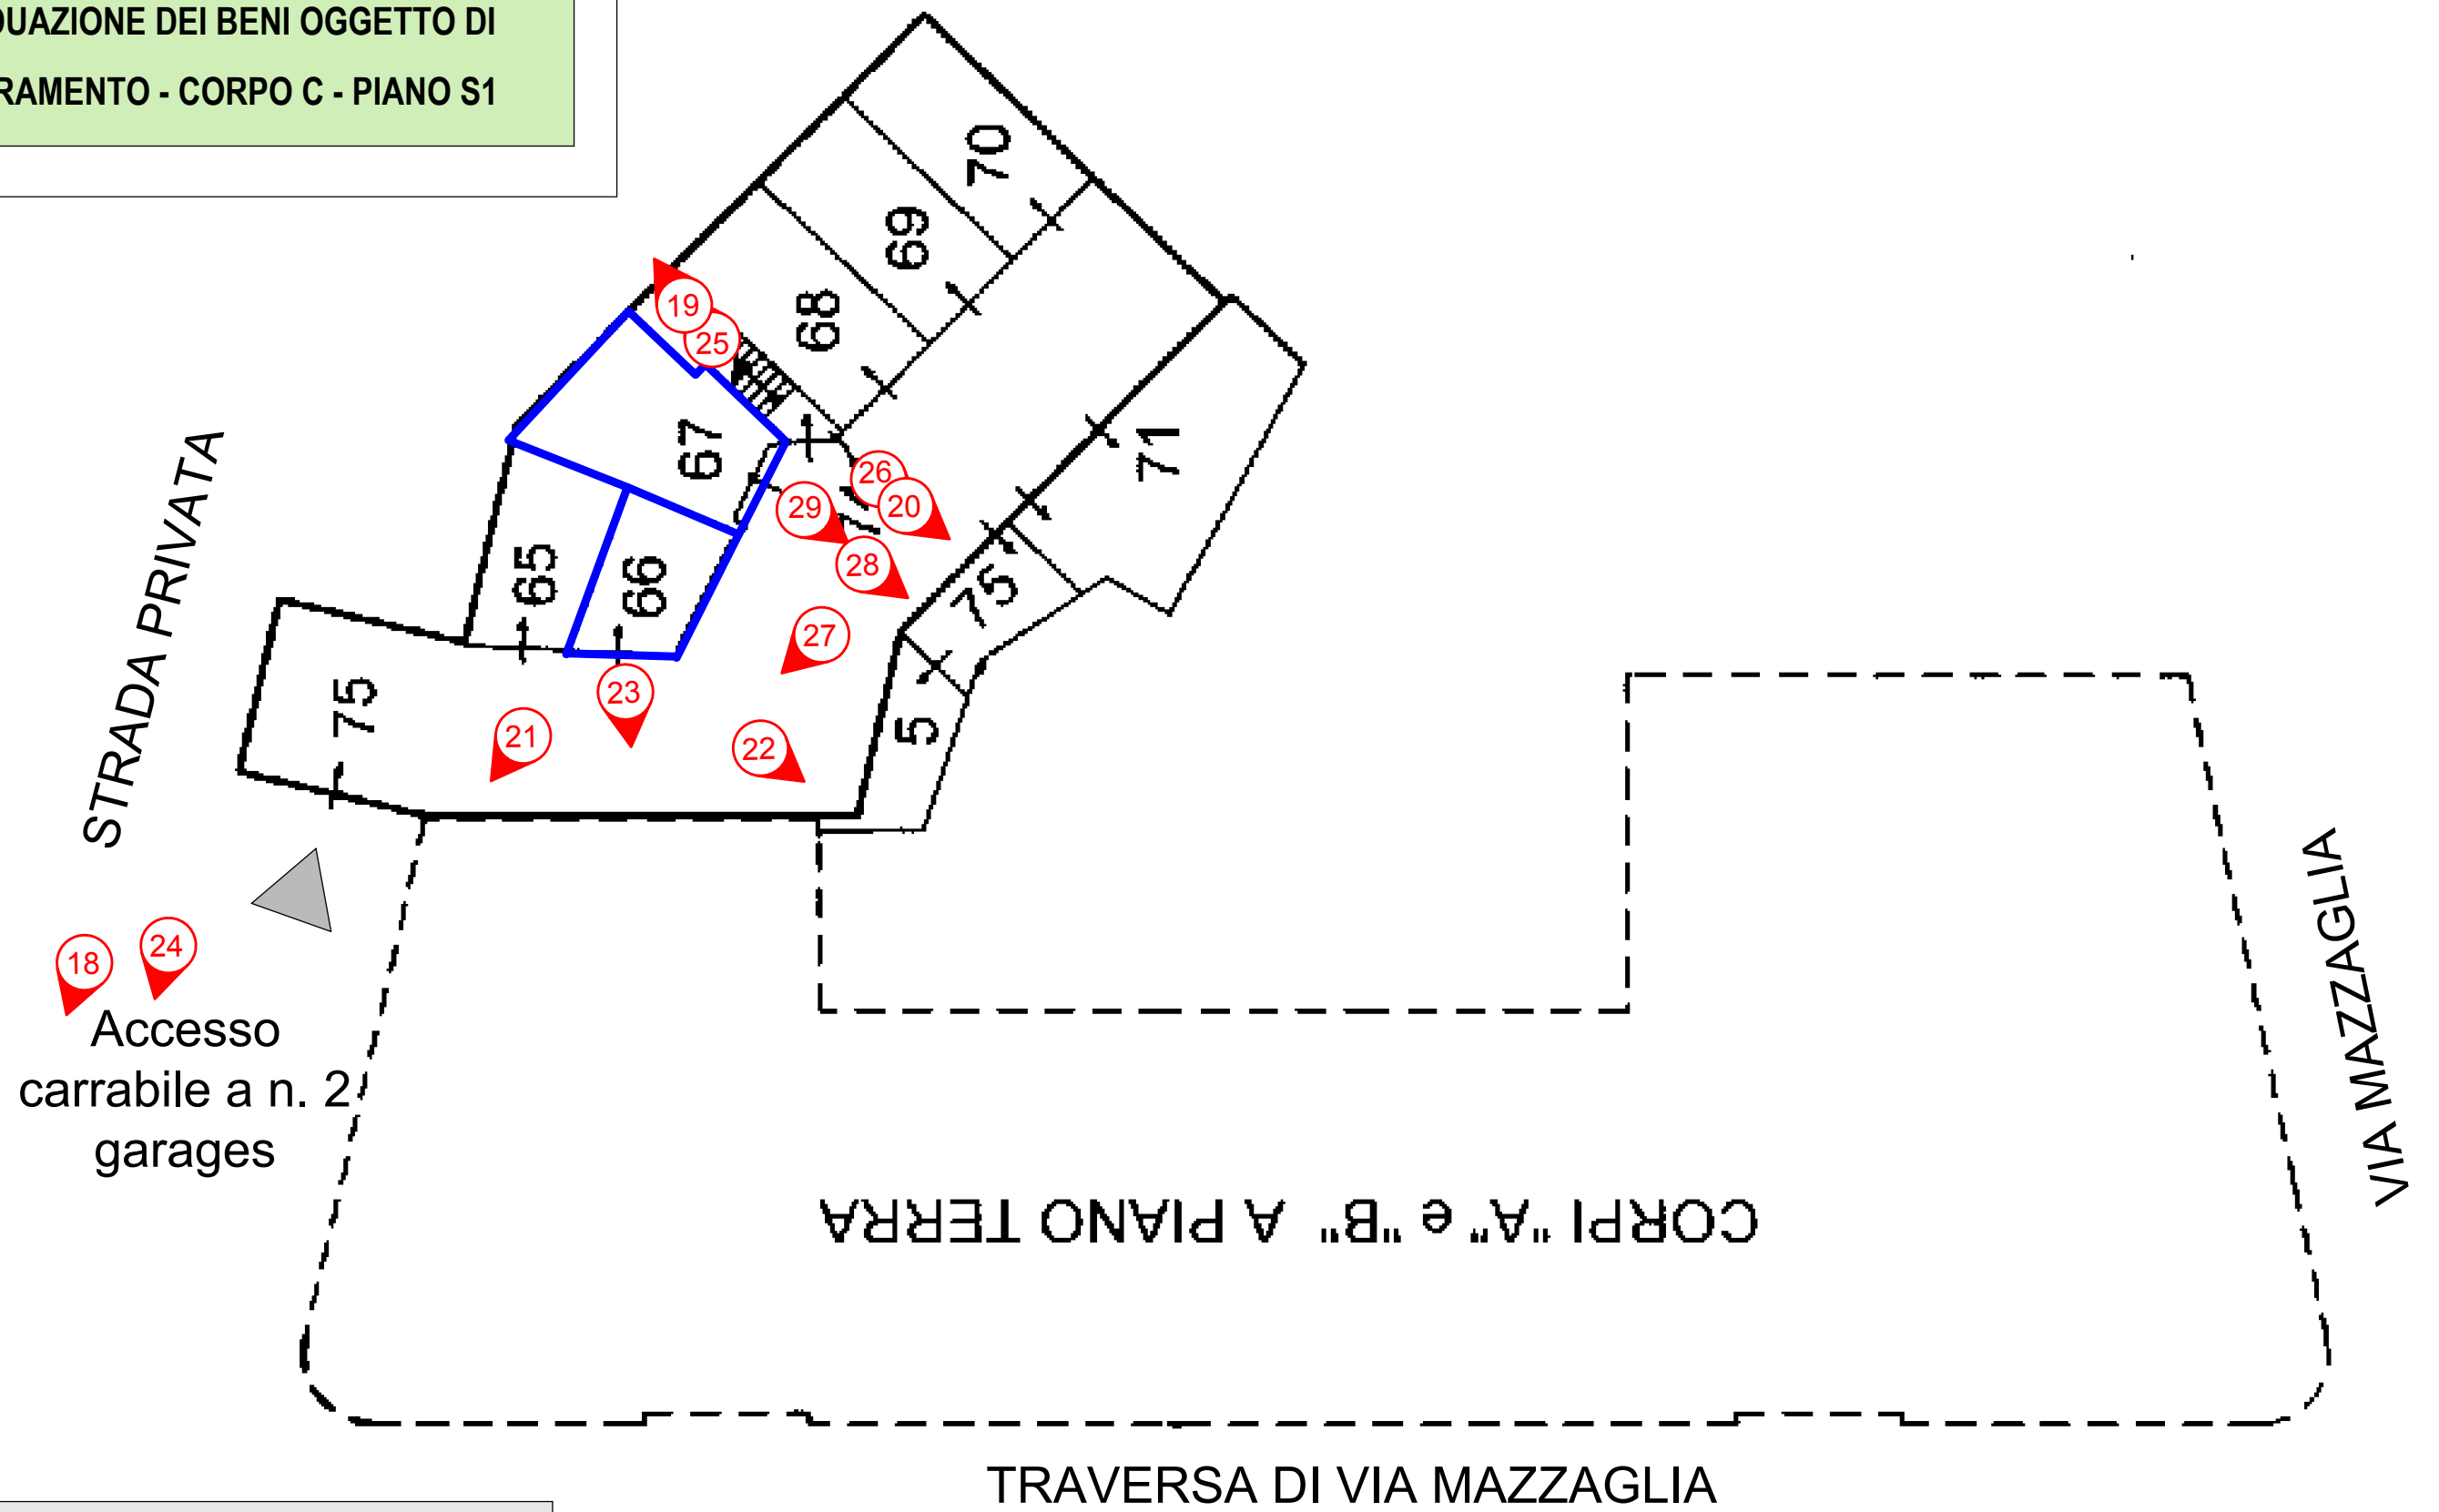 DUAZIONE DEI BENI OGGETTO DI
RAMENTO - CORPO C - PIANO S1
70
69
68
19
25
67
71
26
29
20
28
65
66
75
27
75
23
5
21
22
STRADA PRIVATA
18
24
Accesso
carrabile a n. 2
garages
VIA MAZZAGLIA
CORPI "A" e "B" A PIANO TERRA
TRAVERSA DI VIA MAZZAGLIA